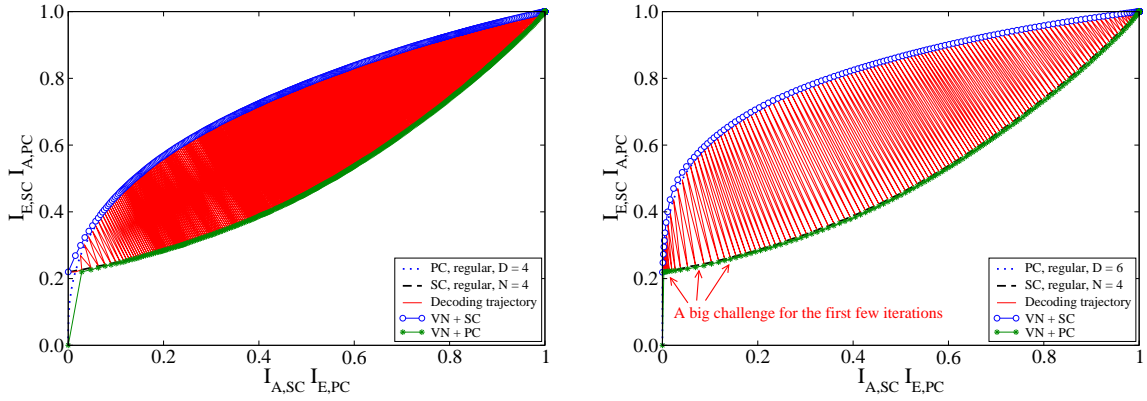 1.0
0.8
0.6
0.4
0.2
0.0
0 0.2 0.4 0.6 0.8 1
I_E,SC I_A,PC
I_A,SC I_E,PC
PC, regular, D = 4
SC, regular, N = 4
Decoding trajectory
VN + SC
VN + PC
1.0
0.8
0.6
0.4
0.2
0.0
0 0.2 0.4 0.6 0.8 1
I_E,SC I_A,PC
I_A,SC I_E,PC
A big challenge for the first few iterations
PC, regular, D = 6
SC, regular, N = 4
Decoding trajectory
VN + SC
VN + PC